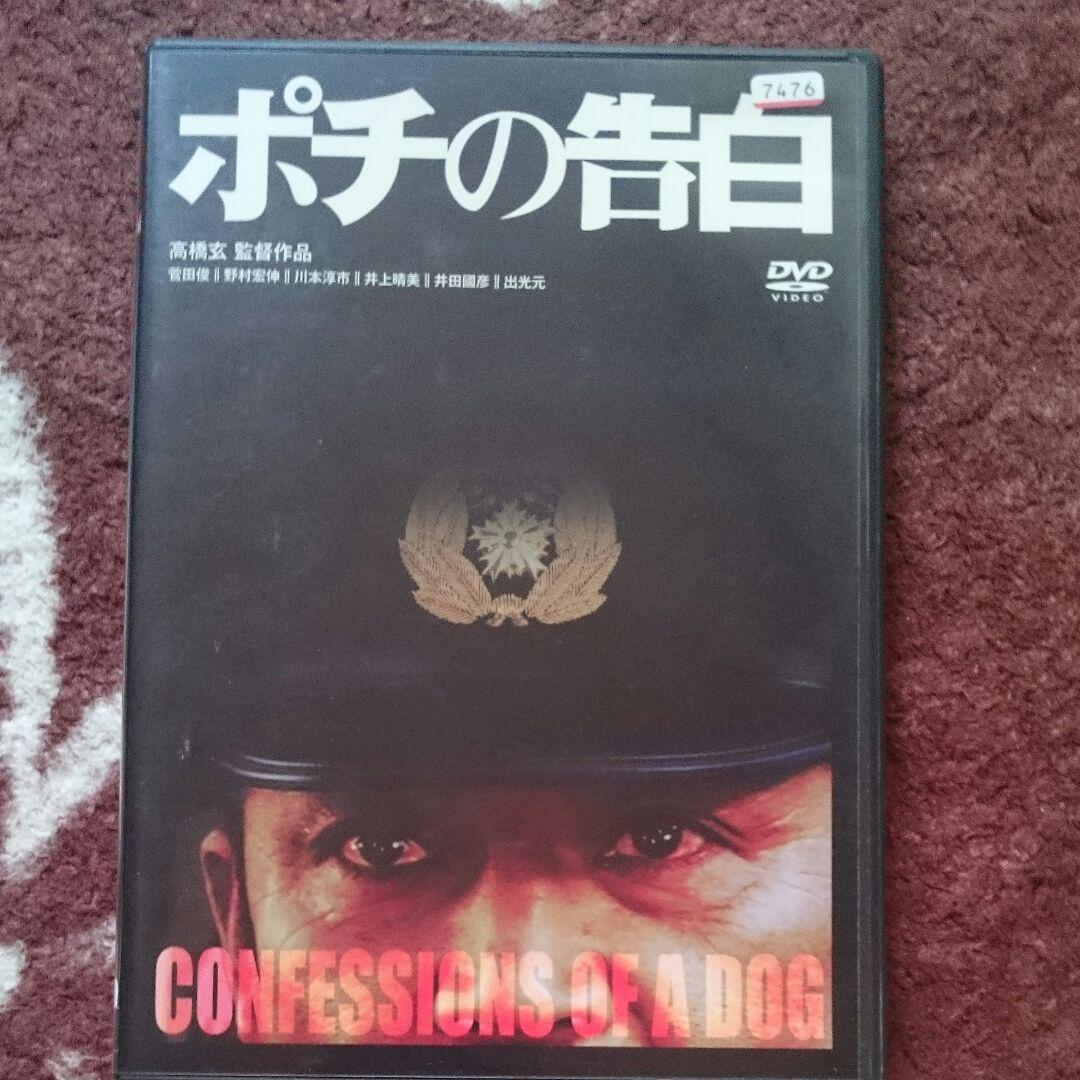 7476
ポチの告白
高橋玄 監督作品
菅田俊 || 野村宏伸 || 川本淳市 || 井上晴美 || 井田國彦 || 出光元
DVD
VIDEO
CONFESSIONS OF A DOG